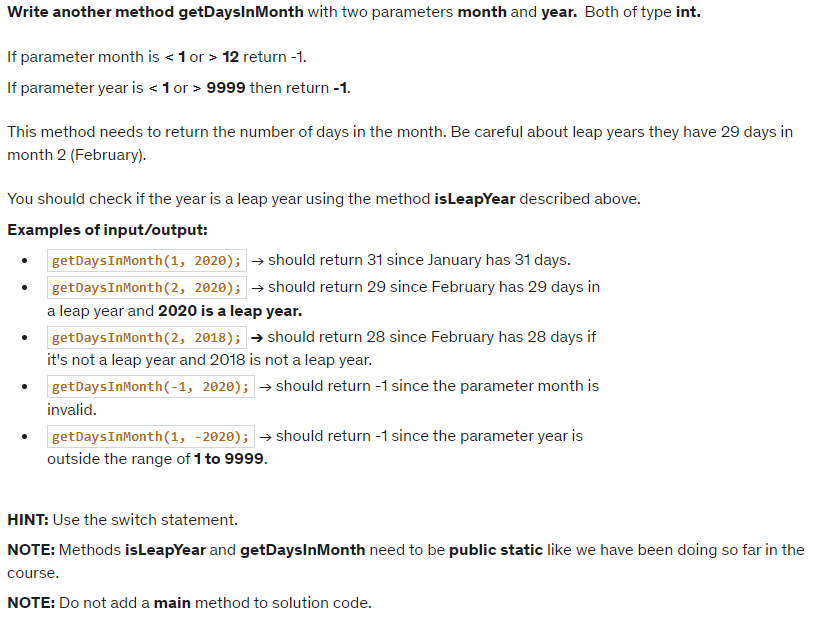 Write another method getDaysInMonth with two parameters month and year.  Both of type int.
If parameter month is < 1 or > 12 return -1.
If parameter year is < 1 or > 9999 then return -1.
This method needs to return the number of days in the month. Be careful about leap years they have 29 days in
month 2 (February).
You should check if the year is a leap year using the method isLeapYear described above.
Examples of input/output:
• getDaysInMonth(1, 2020); → should return 31 since January has 31 days.
• getDaysInMonth(2, 2020); → should return 29 since February has 29 days in
a leap year and 2020 is a leap year.
• getDaysInMonth(2, 2018); → should return 28 since February has 28 days if
it's not a leap year and 2018 is not a leap year.
• getDaysInMonth(-1, 2020); → should return -1 since the parameter month is
invalid.
• getDaysInMonth(1, -2020); → should return -1 since the parameter year is
outside the range of 1 to 9999.
HINT: Use the switch statement.
NOTE: Methods isLeapYear and getDaysInMonth need to be public static like we have been doing so far in the
course.
NOTE: Do not add a main method to solution code.